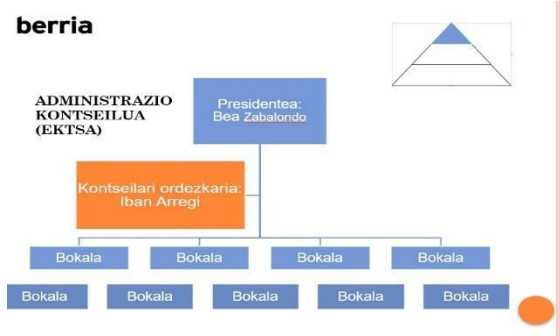 berria
ADMINISTRAZIO
KONTSEILUA
(EKTSA)
Presidentea:
Bea Zabalondo
Kontseilari ordezkaria:
Iban Arregi
Bokala Bokala Bokala Bokala
Bokala Bokala Bokala Bokala Bokala